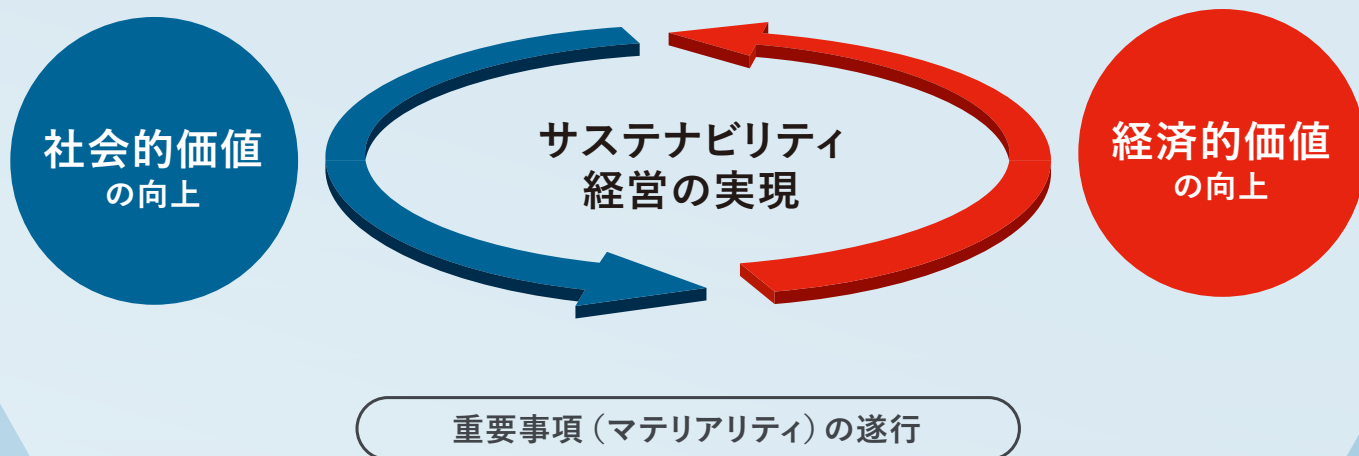 社会的価値
の向上
サステナビリティ
経営の実現
経済的価値
の向上
重要事項（マテリアリティ）の遂行